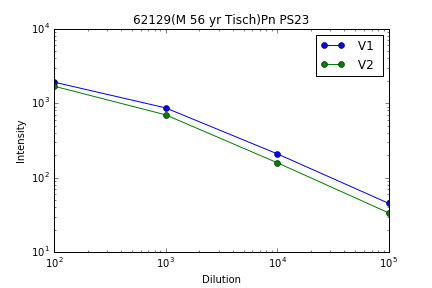 62129(M 56 yr Tisch)Pn PS23
10^4
10^3
10^2
10^1
Intensity
V1
V2
10^2 10^3 10^4 10^5
Dilution